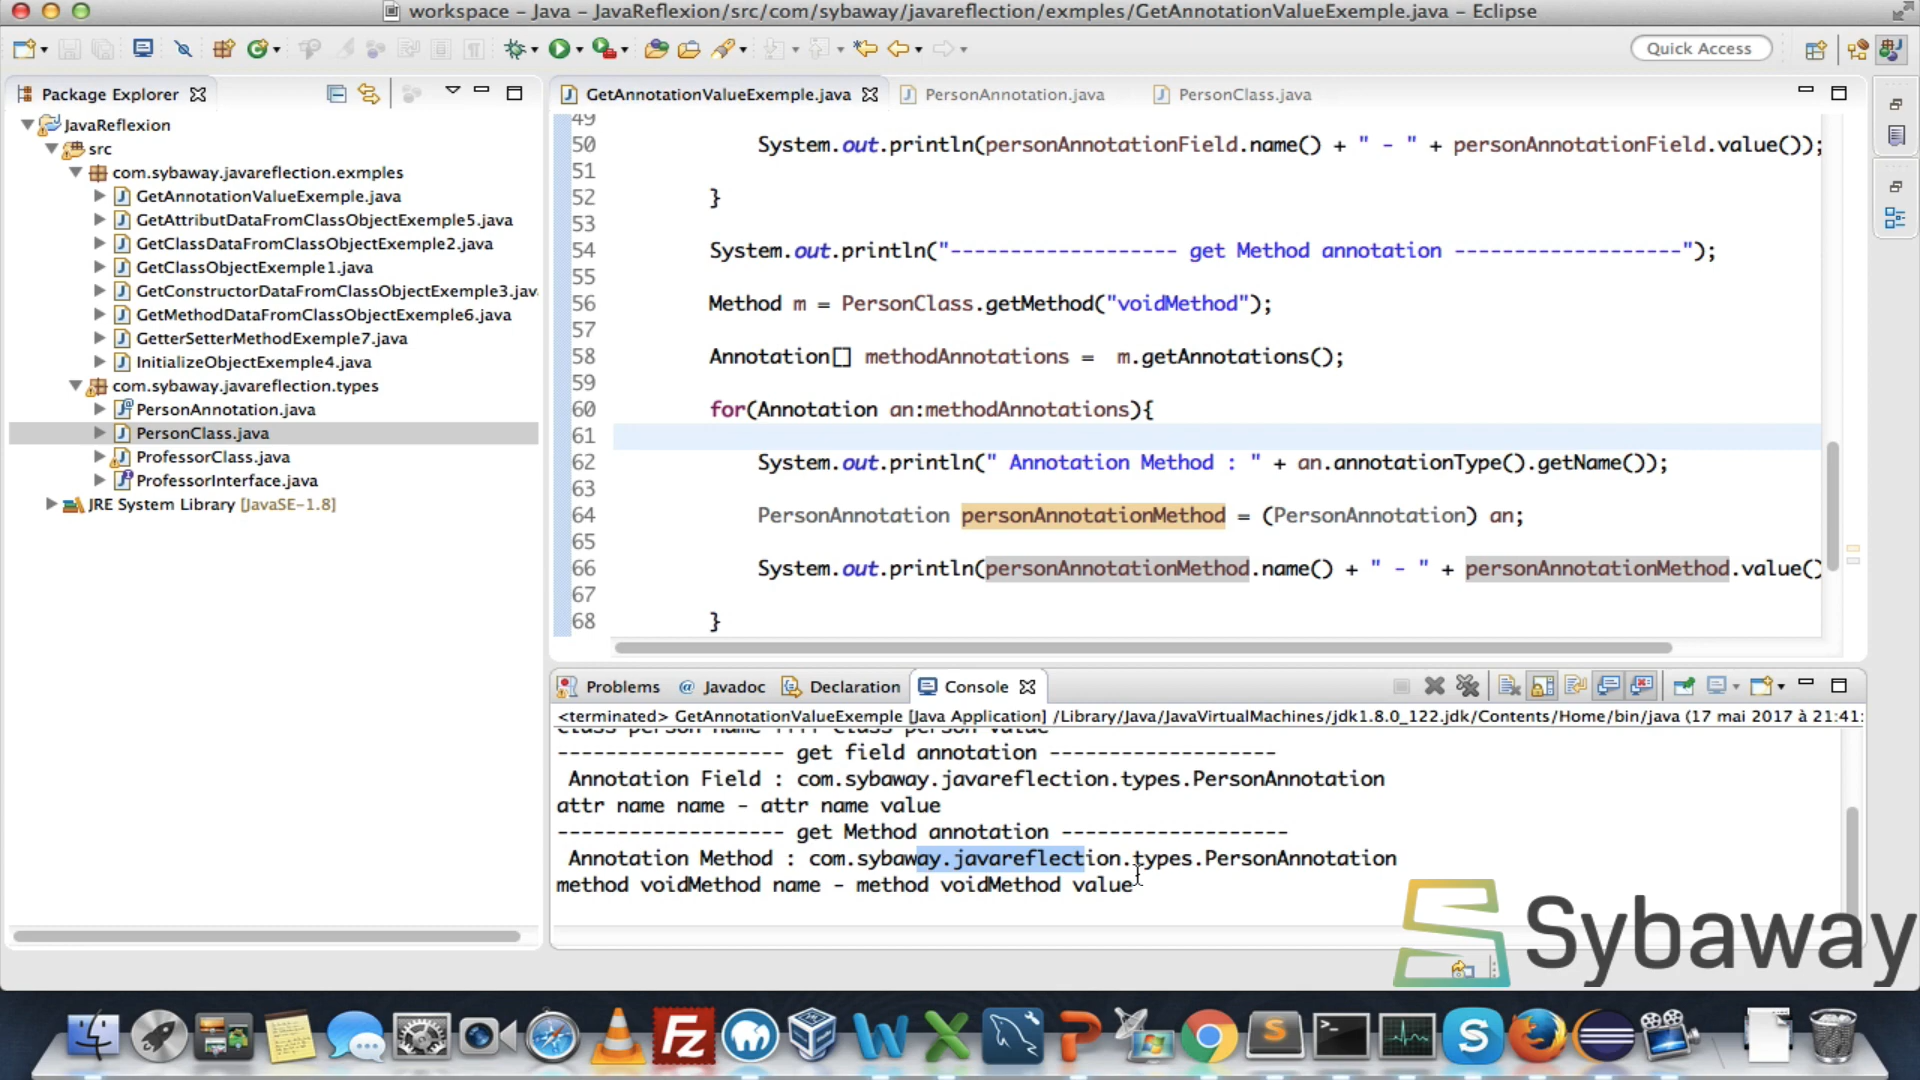 workspace - Java - JavaReflexion/src/com/sybaway/javareflection/exmples/GetAnnotationValueExemple.java - Eclipse
Quick Access
Package Explorer
JavaReflexion
src
com.sybaway.javareflection.exmples
GetAnnotationValueExemple.java
GetAttributDataFromClassObjectExemple5.java
GetClassDataFromClassObjectExemple2.java
GetClassObjectExemple1.java
GetConstructorDataFromClassObjectExemple3.jav
GetMethodDataFromClassObjectExemple6.java
GetterSetterMethodExemple7.java
InitializeObjectExemple4.java
com.sybaway.javareflection.types
PersonAnnotation.java
PersonClass.java
ProfessorClass.java
ProfessorInterface.java
JRE System Library [JavaSE-1.8]
GetAnnotationValueExemple.java PersonAnnotation.java PersonClass.java
49
50 System.out.println(personAnnotationField.name() + " - " + personAnnotationField.value());
51
52 }
53
54 System.out.println("------------------- get Method annotation -------------------");
55
56 Method m = PersonClass.getMethod("voidMethod");
57
58 Annotation[] methodAnnotations =  m.getAnnotations();
59
60 for(Annotation an:methodAnnotations){
61
62 System.out.println(" Annotation Method : " + an.annotationType().getName());
63
64 PersonAnnotation personAnnotationMethod = (PersonAnnotation) an;
65
66 System.out.println(personAnnotationMethod.name() + " - " + personAnnotationMethod.value()
67
68 }
Problems @ Javadoc Declaration Console
<terminated> GetAnnotationValueExemple [Java Application] /Library/Java/JavaVirtualMachines/jdk1.8.0_122.jdk/Contents/Home/bin/java (17 mai 2017 à 21:41:
Class person name !!!! Class person value
------------------- get field annotation -------------------
Annotation Field : com.sybaway.javareflection.types.PersonAnnotation
attr name name - attr name value
------------------- get Method annotation -------------------
Annotation Method : com.sybaway.javareflection.types.PersonAnnotation
method voidMethod name - method voidMethod value
Sybaway